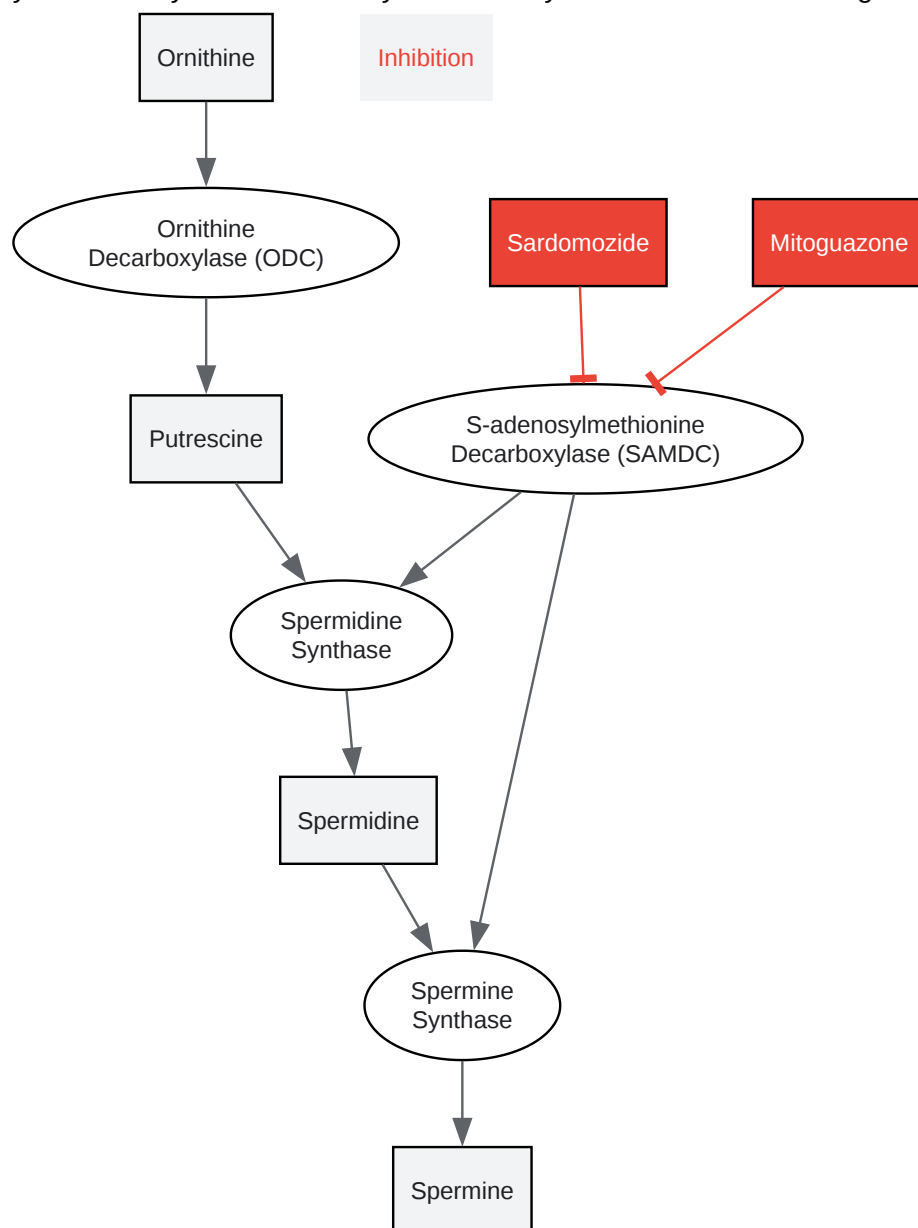 Ornithine
Inhibition
Ornithine
Decarboxylase (ODC)
Sardomozide
Mitoguazone
Putrescine
S-adenosylmethionine
Decarboxylase (SAMDC)
Spermidine
Synthase
Spermidine
Spermine
Synthase
Spermine